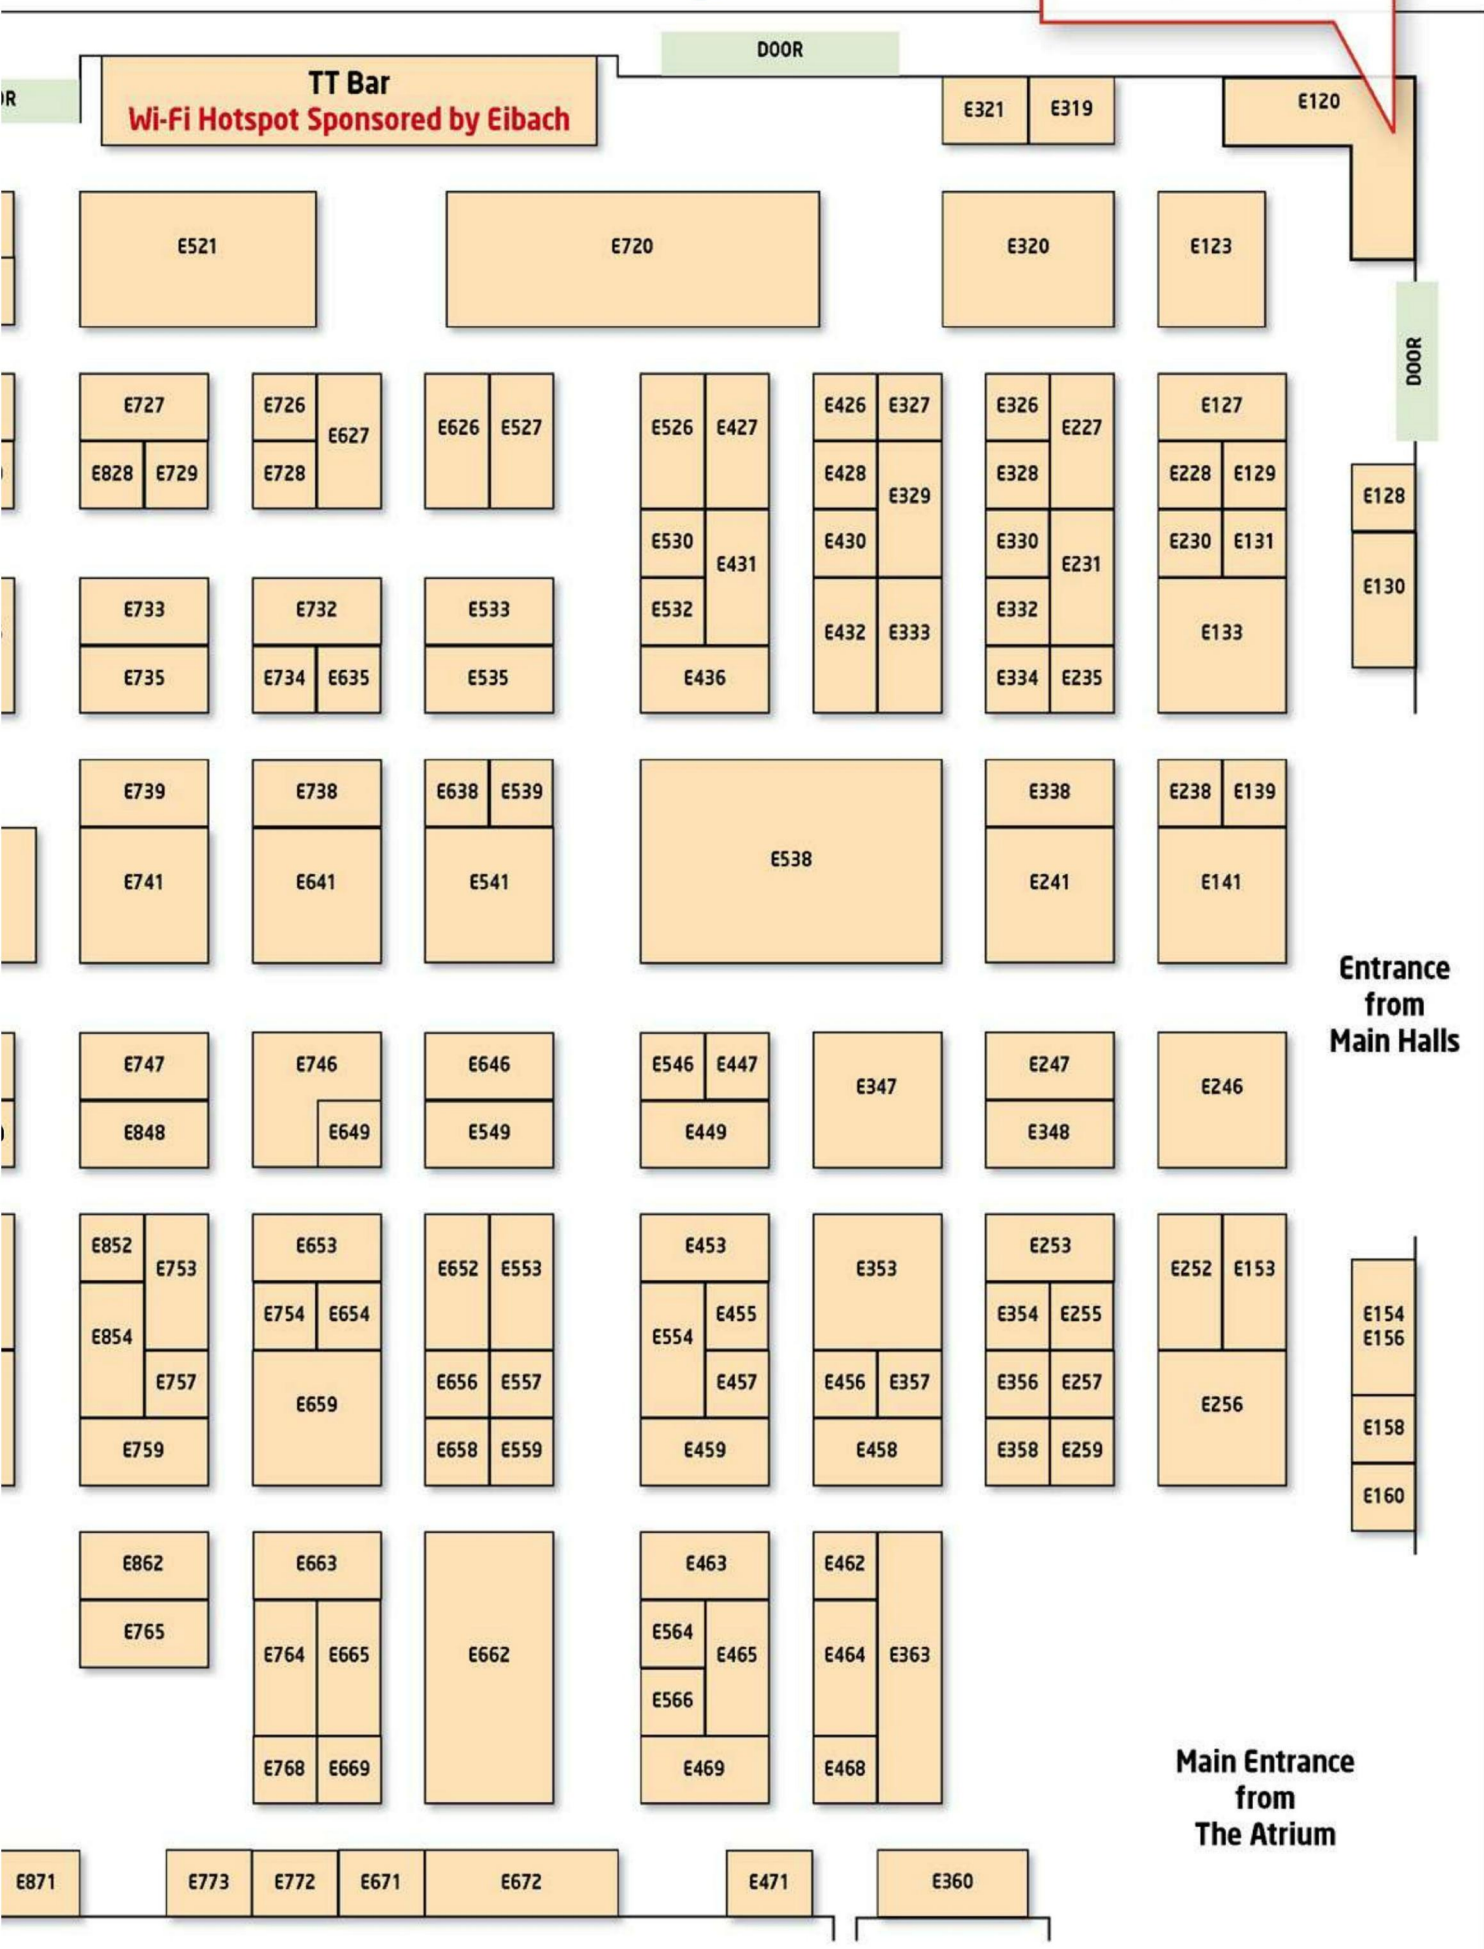 DOOR
TT Bar
Wi-Fi Hotspot Sponsored by Eibach
E321 E319 E120
E521 E720 E320 E123
DOOR
E727 E726 E627 E626 E527 E526 E427 E426 E327 E326 E227 E127
E828 E729 E728 E428 E329 E328 E228 E129 E128
E530 E431 E430 E330 E231 E230 E131 E130
E733 E732 E533 E532 E432 E333 E332 E133
E735 E734 E635 E535 E436 E334 E235
E739 E738 E638 E539 E538 E338 E238 E139
E741 E641 E541 E241 E141
Entrance
from
Main Halls
E747 E746 E646 E546 E447 E347 E247 E246
E848 E649 E549 E449 E348
E852 E753 E653 E652 E553 E453 E353 E253 E252 E153
E854 E754 E654 E554 E455 E354 E255 E154
E156
E757 E659 E656 E557 E457 E456 E357 E356 E257 E256
E759 E658 E559 E459 E458 E358 E259 E158
E160
E862 E663 E662 E463 E462 E363
E765 E764 E665 E564 E465 E464
E566
E768 E669 E469 E468
Main Entrance
from
The Atrium
E871 E773 E772 E671 E672 E471 E360